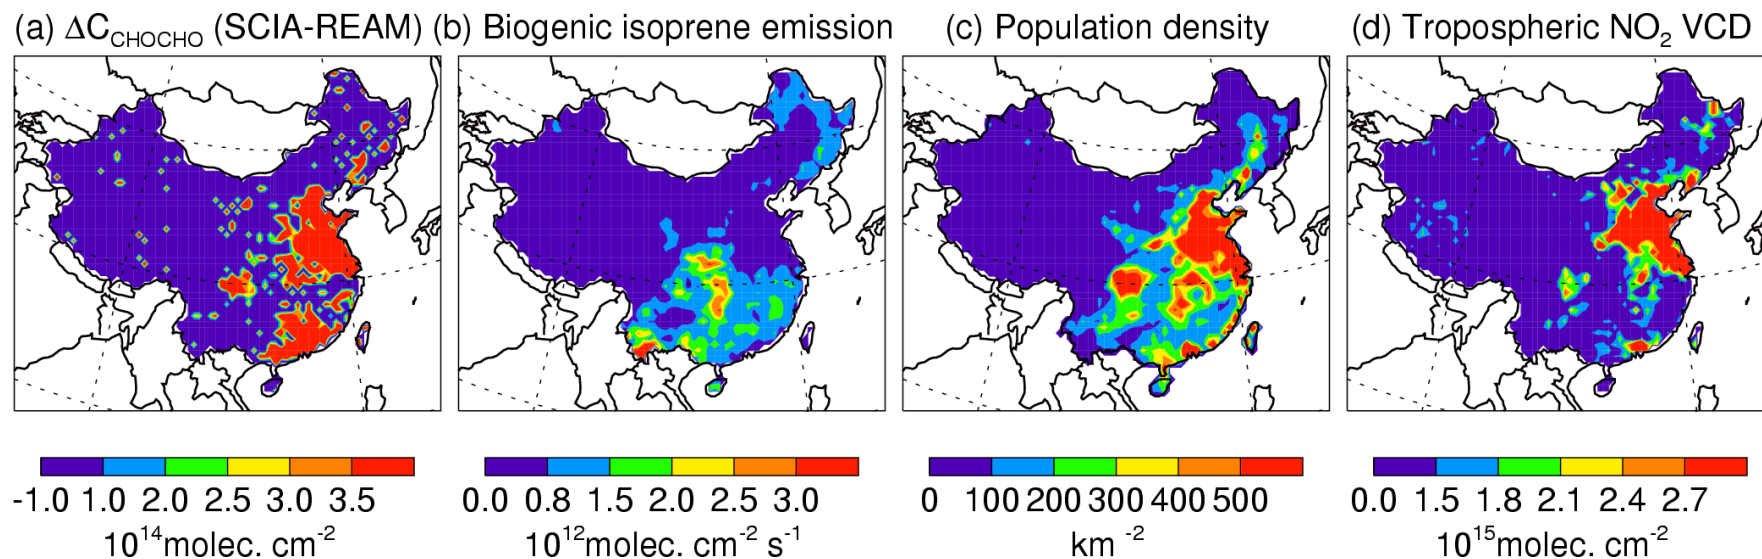 (a) ΔC_CHOCHO (SCIA-REAM) (b) Biogenic isoprene emission (c) Population density (d) Tropospheric NO₂ VCD
-1.0 1.0 2.0 2.5 3.0 3.5 0.0 0.8 1.5 2.0 2.5 3.0 0 100 200 300 400 500 0.0 1.5 1.8 2.1 2.4 2.7
10¹⁴molec. cm⁻² 10¹²molec. cm⁻² s⁻¹ km ⁻² 10¹⁵molec. cm⁻²